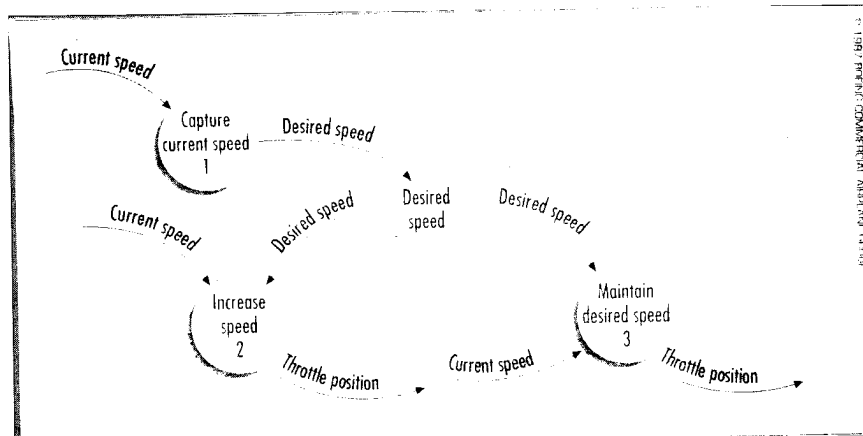 Current speed
Capture
current speed
1
Desired speed
Desired
speed
Desired speed
Desired speed
Current speed
Increase
speed
2
Maintain
desired speed
3
Throttle position
Current speed
Throttle position